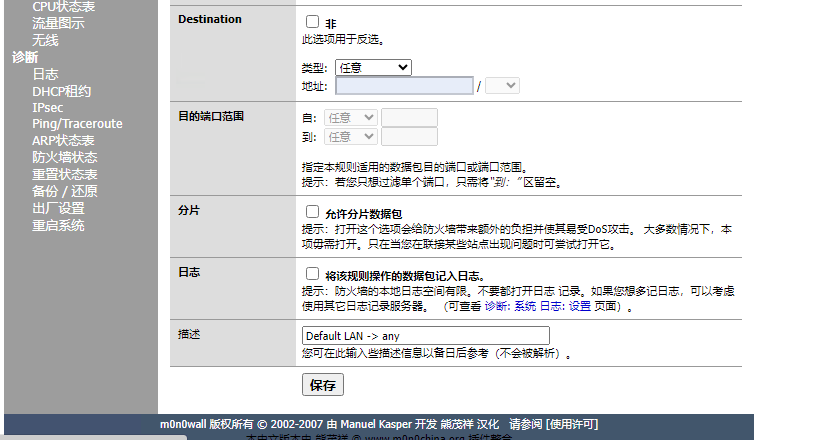 CPU状态表
流量图示
无线
诊断
日志
DHCP租约
IPsec
Ping/Traceroute
ARP状态表
防火墙状态
重置状态表
备份 / 还原
出厂设置
重启系统
Destination
非
此选项用于反选。
类型: 任意
地址: /
目的端口范围
自: 任意
到: 任意
指定本规则适用的数据包目的端口或端口范围。
提示: 若您只想过滤单个端口，只需将"到: "区留空。
分片
允许分片数据包
提示: 打开这个选项会给防火墙带来额外的负担并使其易受DoS攻击。 大多数情况下，本
项毋需打开。只在当您在联接某些站点出现问题时可尝试打开它。
日志
将该规则操作的数据包记入日志。
提示: 防火墙的本地日志空间有限。不要都打开日志 记录。如果您想多记日志，可以考虑
使用其它日志记录服务器。 （可查看 诊断: 系统 日志: 设置 页面）。
描述
Default LAN -> any
您可在此输入些描述信息以备日后参考（不会被解析）。
保存
m0n0wall 版权所有 © 2002-2007 由 Manuel Kasper 开发 熊茂祥 汉化 请参阅 [使用许可]
本中文版本由 熊茂祥 @ www.m0n0china.org 插件整合